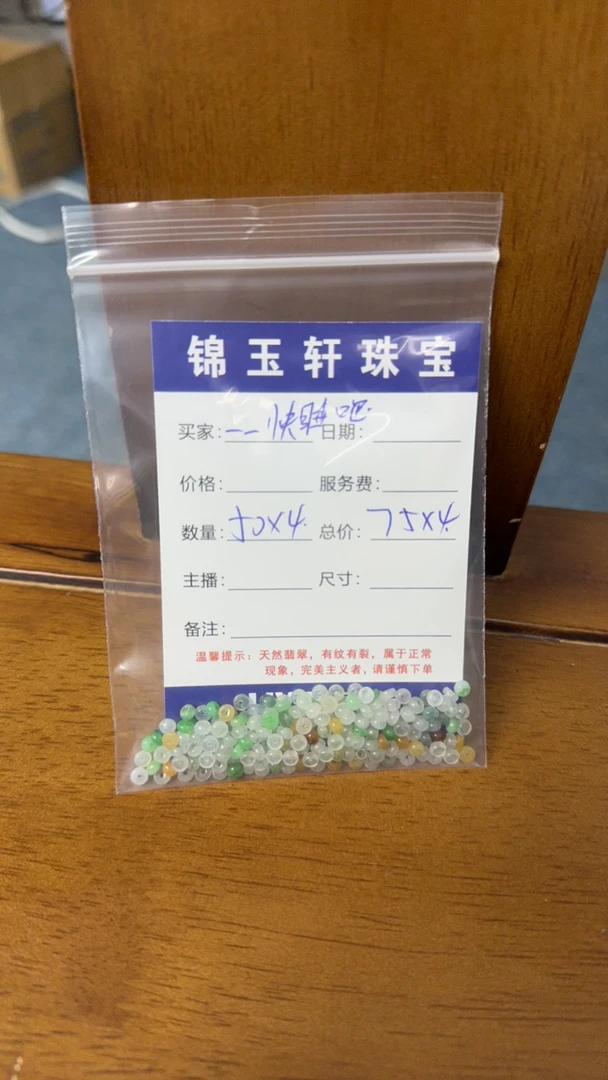 锦玉轩珠宝
买家：一一快睡吧 日期：
价格： 服务费：
数量：50X4 总价：75X4
主播： 尺寸：
备注：
温馨提示：天然翡翠，有纹有裂，属于正常
现象，完美主义者，请谨慎下单